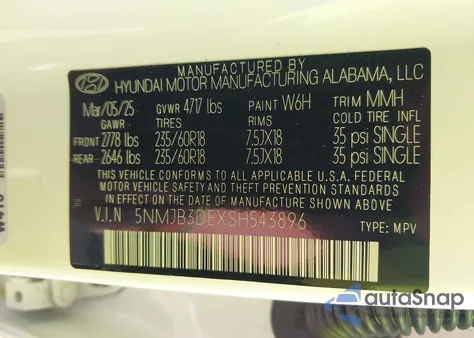 MANUFACTURED BY
HYUNDAI MOTOR MANUFACTURING ALABAMA, LLC
Mar/05/25 GVWR 4717 lbs PAINT W6H TRIM MMH
GAWR TIRES RIMS COLD TIRE INFL
FRONT 2778 lbs 235/60R18 7.5JX18 35 psi SINGLE
REAR 2646 lbs 235/60R18 7.5JX18 35 psi SINGLE
THIS VEHICLE CONFORMS TO ALL APPLICABLE U.S.A FEDERAL
MOTOR VEHICLE SAFETY AND THEFT PREVENTION STANDARDS
IN EFFECT ON THE DATE OF MANUFACTURE SHOWN ABOVE.
V.I.N 5NMJB3DEXSH543896 TYPE: MPV
autoSnap